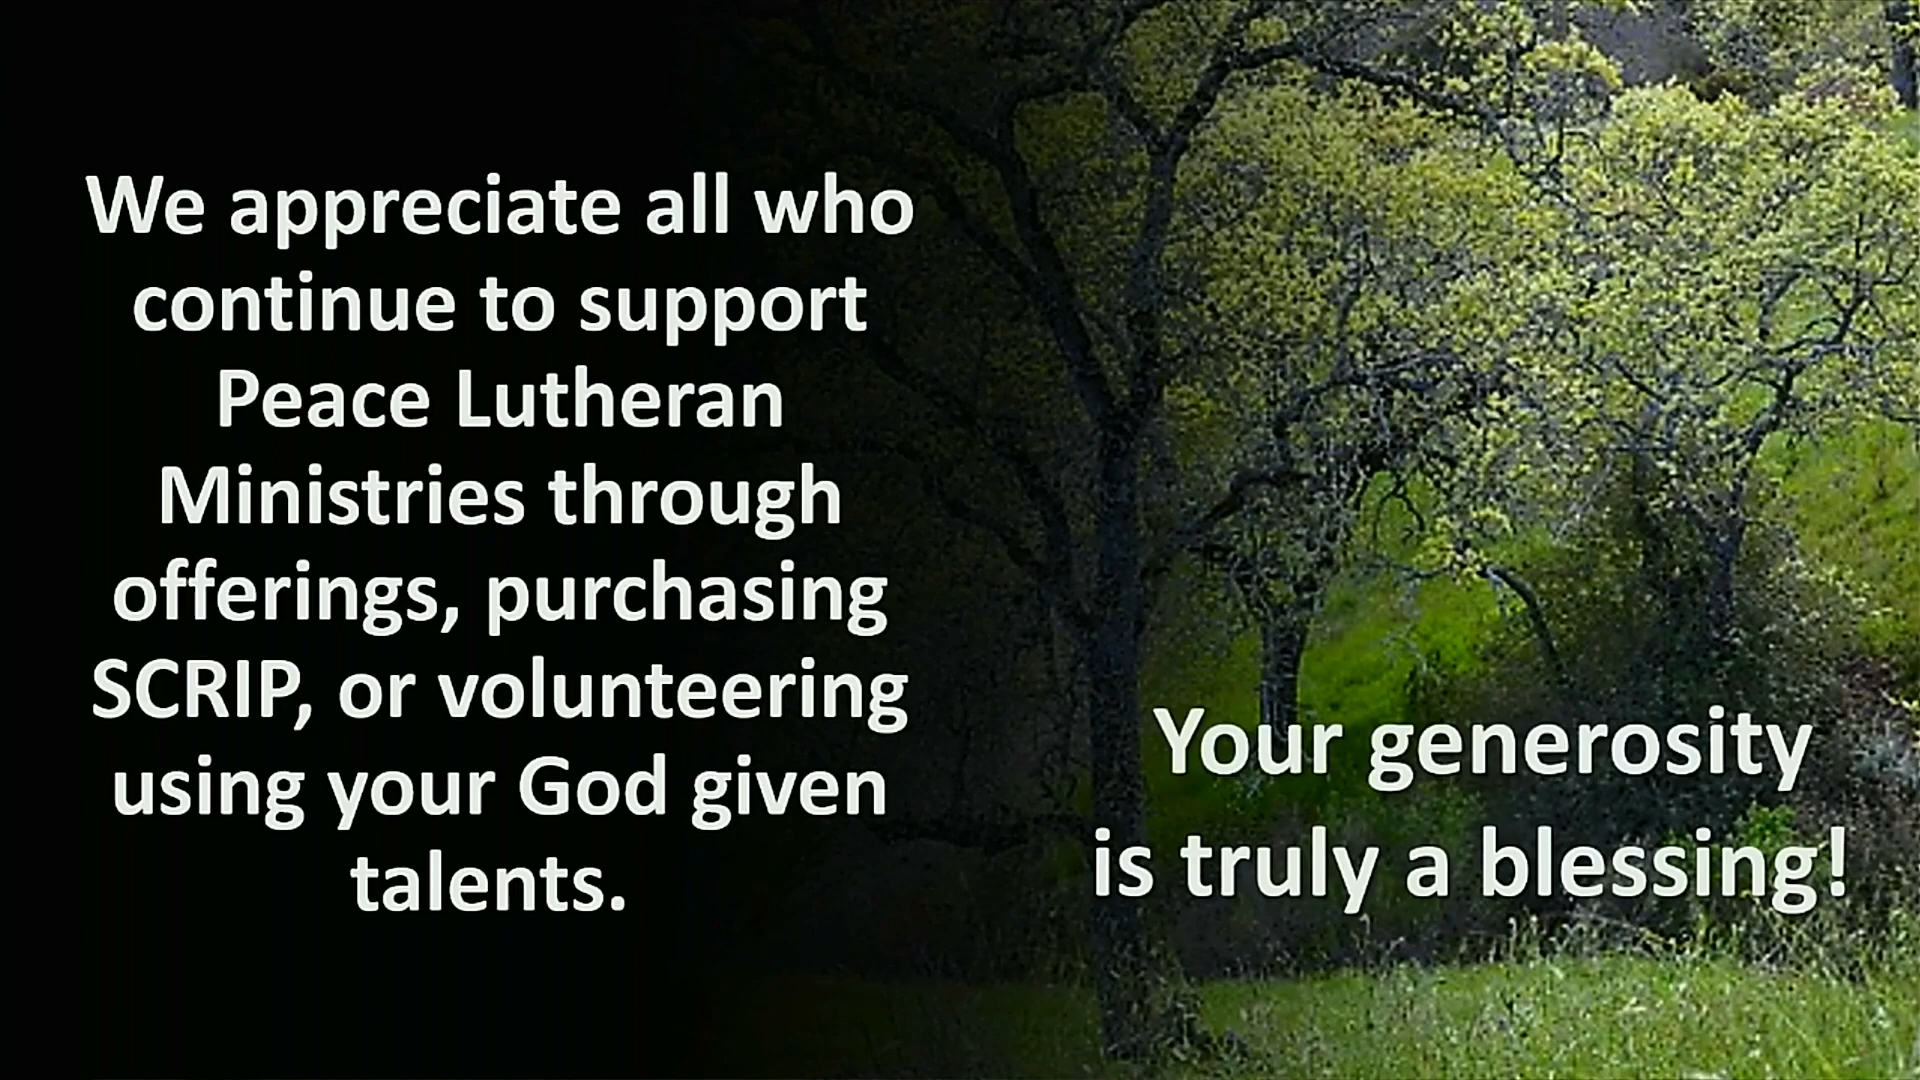 We appreciate all who
continue to support
Peace Lutheran
Ministries through
offerings, purchasing
SCRIP, or volunteering
using your God given
talents.
Your generosity
is truly a blessing!